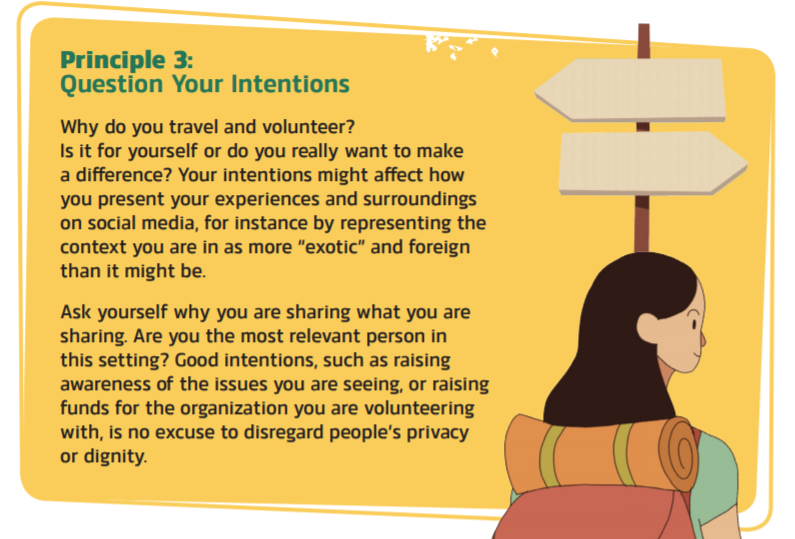 Principle 3:
Question Your Intentions
Why do you travel and volunteer?
Is it for yourself or do you really want to make
a difference? Your intentions might affect how
you present your experiences and surroundings
on social media, for instance by representing the
context you are in as more “exotic” and foreign
than it might be.
Ask yourself why you are sharing what you are
sharing. Are you the most relevant person in
this setting? Good intentions, such as raising
awareness of the issues you are seeing, or raising
funds for the organization you are volunteering
with, is no excuse to disregard people’s privacy
or dignity.